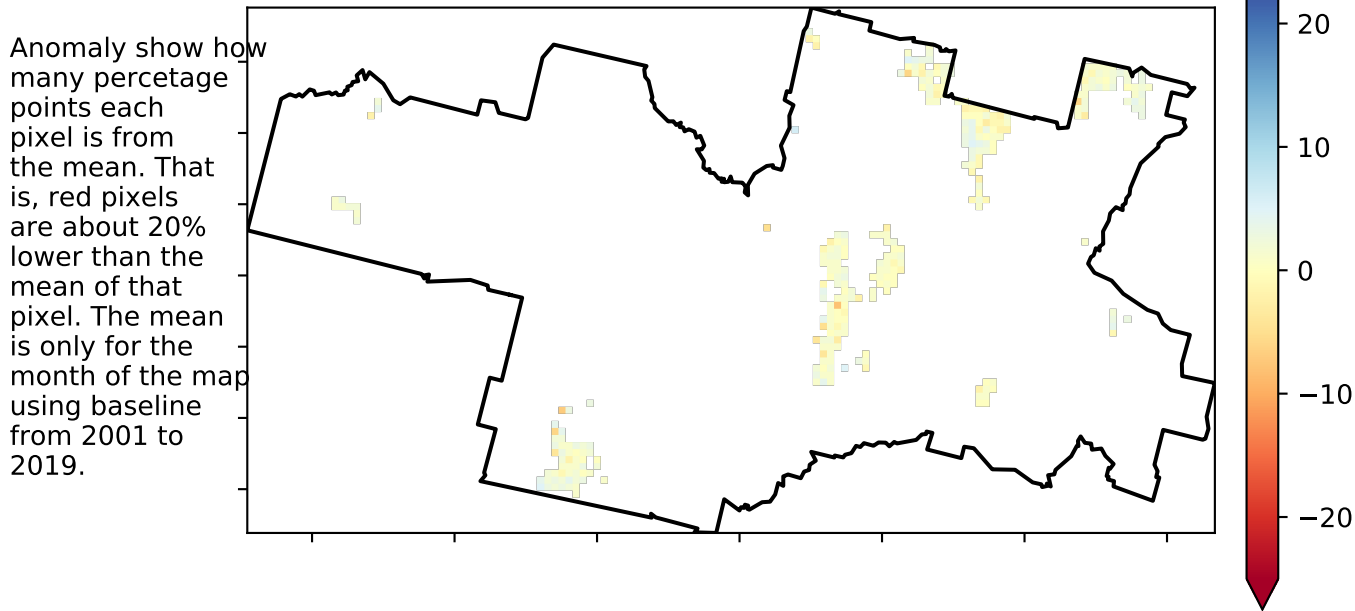 Anomaly show how
many percetage
points each
pixel is from
the mean. That
is, red pixels
are about 20%
lower than the
mean of that
pixel. The mean
is only for the
month of the map
using baseline
from 2001 to
2019.
20
10
0
−10
−20